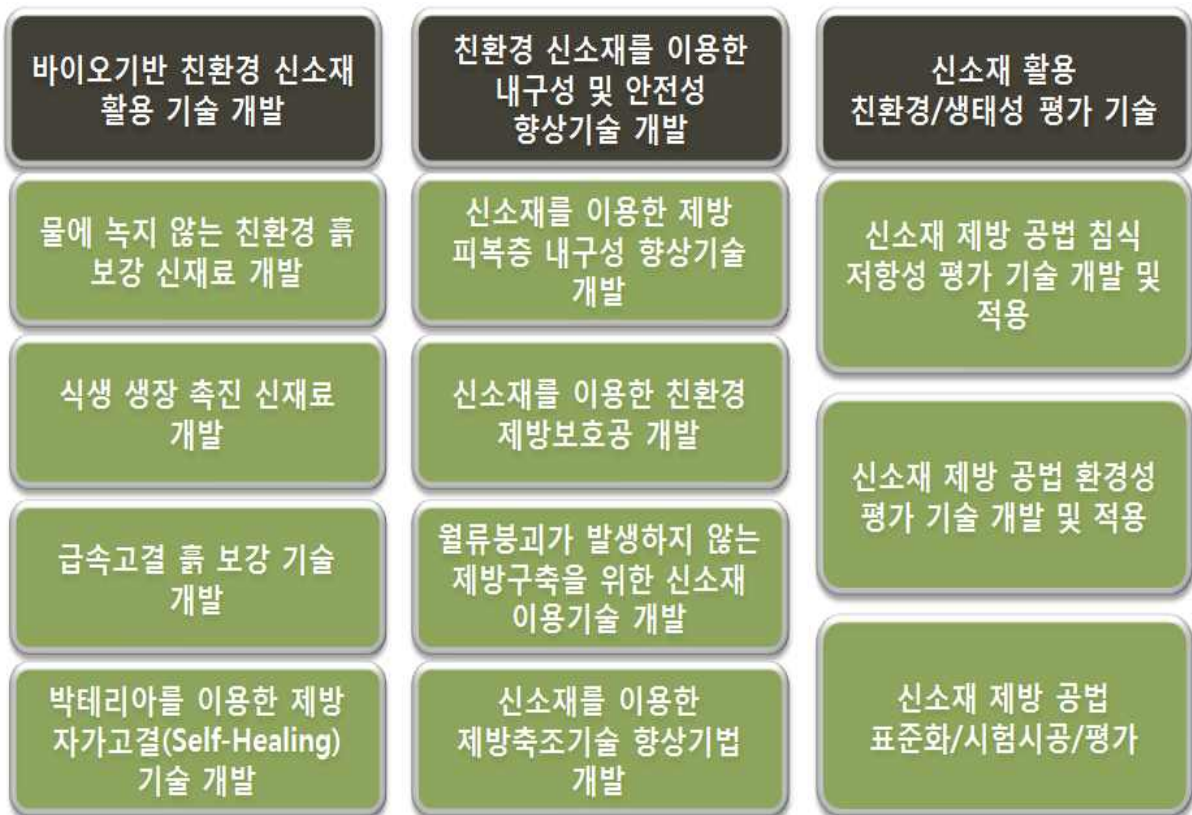 바이오기반 친환경 신소재
활용 기술 개발
물에 녹지 않는 친환경 흙
보강 신재료 개발
식생 생장 촉진 신재료
개발
급속고결 흙 보강 기술
개발
박테리아를 이용한 제방
자가고결(Self-Healing)
기술 개발
친환경 신소재를 이용한
내구성 및 안전성
향상기술 개발
신소재를 이용한 제방
피복층 내구성 향상기술
개발
신소재를 이용한 친환경
제방보호공 개발
월류붕괴가 발생하지 않는
제방구축을 위한 신소재
이용기술 개발
신소재를 이용한
제방축조기술 향상기법
개발
신소재 활용
친환경/생태성 평가 기술
신소재 제방 공법 침식
저항성 평가 기술 개발 및
적용
신소재 제방 공법 환경성
평가 기술 개발 및 적용
신소재 제방 공법
표준화/시험시공/평가